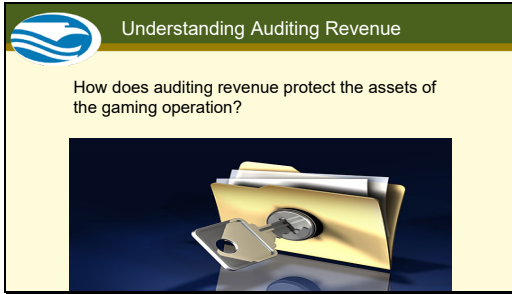 Understanding Auditing Revenue
How does auditing revenue protect the assets of
the gaming operation?